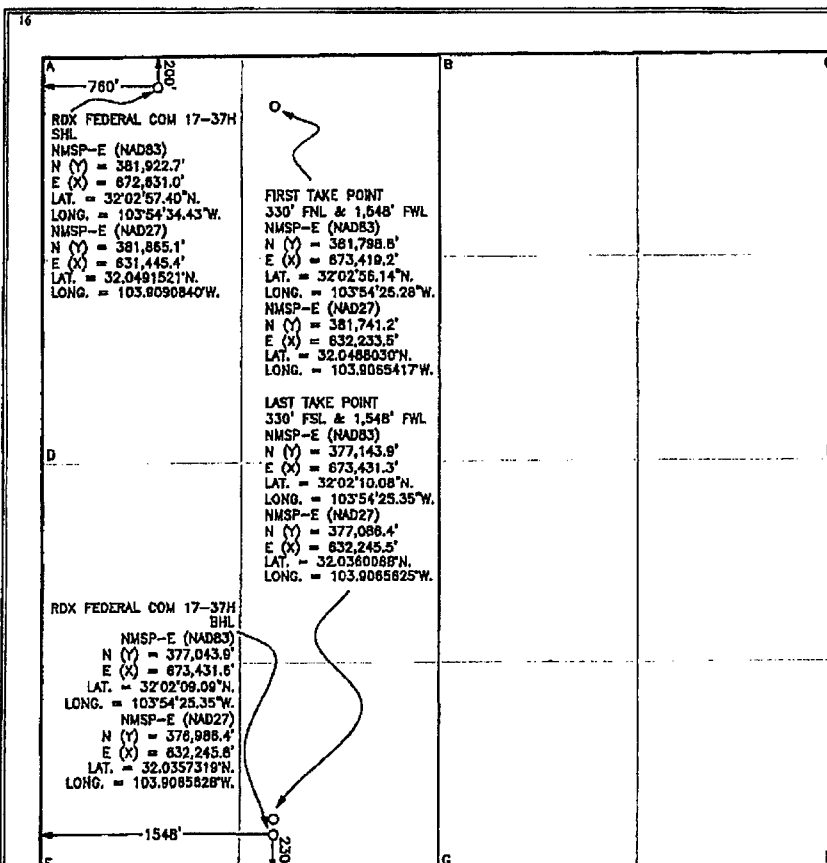 16
A
B
200'
760'
RDX FEDERAL COM 17-37H
SHL
NMSP-E (NAD83)
N (Y) = 381,922.7'
E (X) = 672,631.0'
LAT. = 32°02'57.40"N.
LONG. = 103°54'34.43"W.
NMSP-E (NAD27)
N (Y) = 381,865.1'
E (X) = 631,445.4'
LAT. = 32.0491521°N.
LONG. = 103.9090840°W.
FIRST TAKE POINT
330' FNL & 1,548' FWL
NMSP-E (NAD83)
N (Y) = 381,798.8'
E (X) = 673,419.2'
LAT. = 32°02'56.14"N.
LONG. = 103°54'25.28"W.
NMSP-E (NAD27)
N (Y) = 381,741.2'
E (X) = 632,233.5'
LAT. = 32.0488030°N.
LONG. = 103.9065417°W.
LAST TAKE POINT
330' FSL & 1,548' FWL
NMSP-E (NAD83)
N (Y) = 377,143.9'
E (X) = 673,431.3'
LAT. = 32°02'10.08"N.
LONG. = 103°54'25.35"W.
NMSP-E (NAD27)
N (Y) = 377,086.4'
E (X) = 632,245.5'
LAT. = 32.0360068°N.
LONG. = 103.9065625°W.
D
RDX FEDERAL COM 17-37H
BHL
NMSP-E (NAD83)
N (Y) = 377,043.9'
E (X) = 673,431.6'
LAT. = 32°02'09.09"N.
LONG. = 103°54'25.35"W.
NMSP-E (NAD27)
N (Y) = 376,986.4'
E (X) = 632,245.8'
LAT. = 32.0357319°N.
LONG. = 103.9065628°W.
1548'
230
G